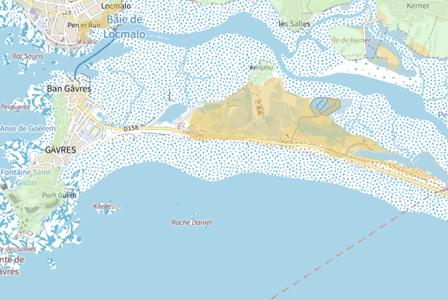 Locmalo
Pen er Run
Baie de
Locmalo
les Salles
Kerner
Île de Kerner
Kersahu
Ban Gâvres
D158
Anse de Goërem
GÂVRES
Fontaine Saint
Gildas
Porh Guerh
Kerletu
Roche Daniel